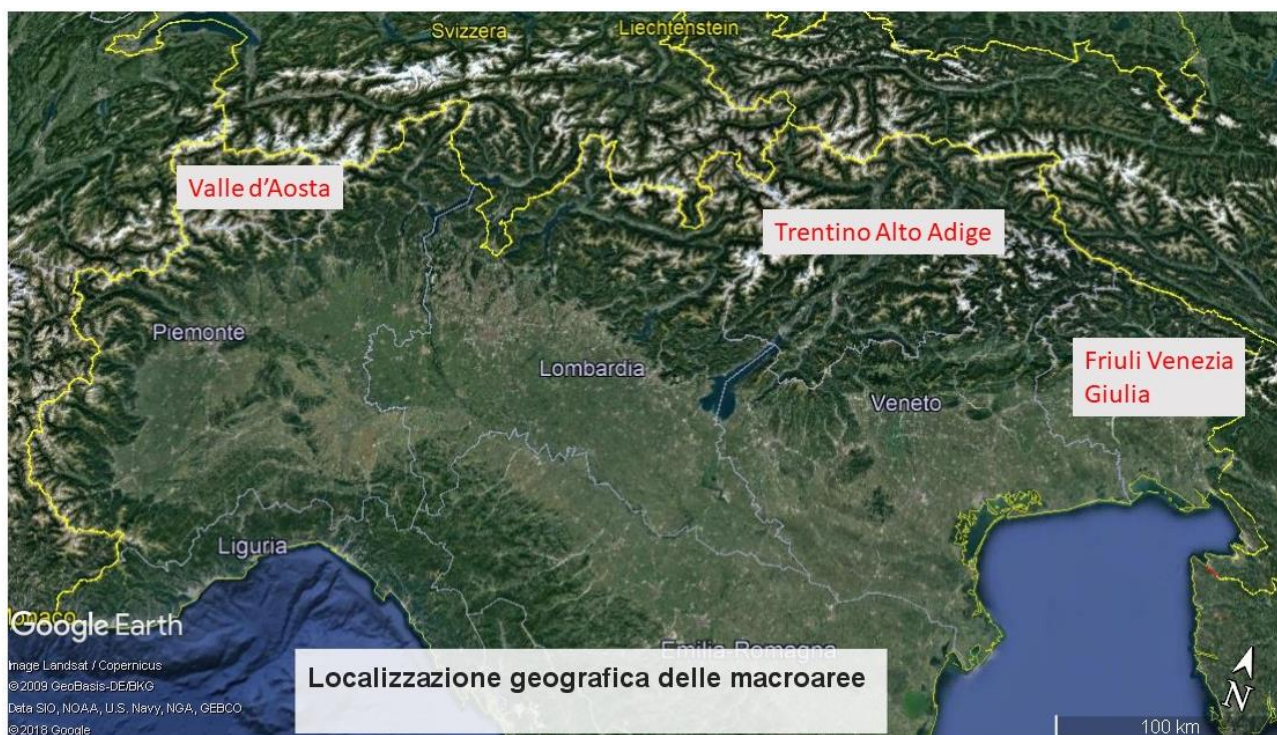 Svizzera
Liechtenstein
Valle d'Aosta
Trentino Alto Adige
Piemonte
Lombardia
Friuli Venezia
Giulia
Veneto
Liguria
Google Earth
Emilia Romagna
Image Landsat / Copernicus
©2009 GeoBasis-DE/BKG
Data SIO, NOAA, U.S. Navy, NGA, GEBCO
©2018 Google
Localizzazione geografica delle macroaree
N
100 km